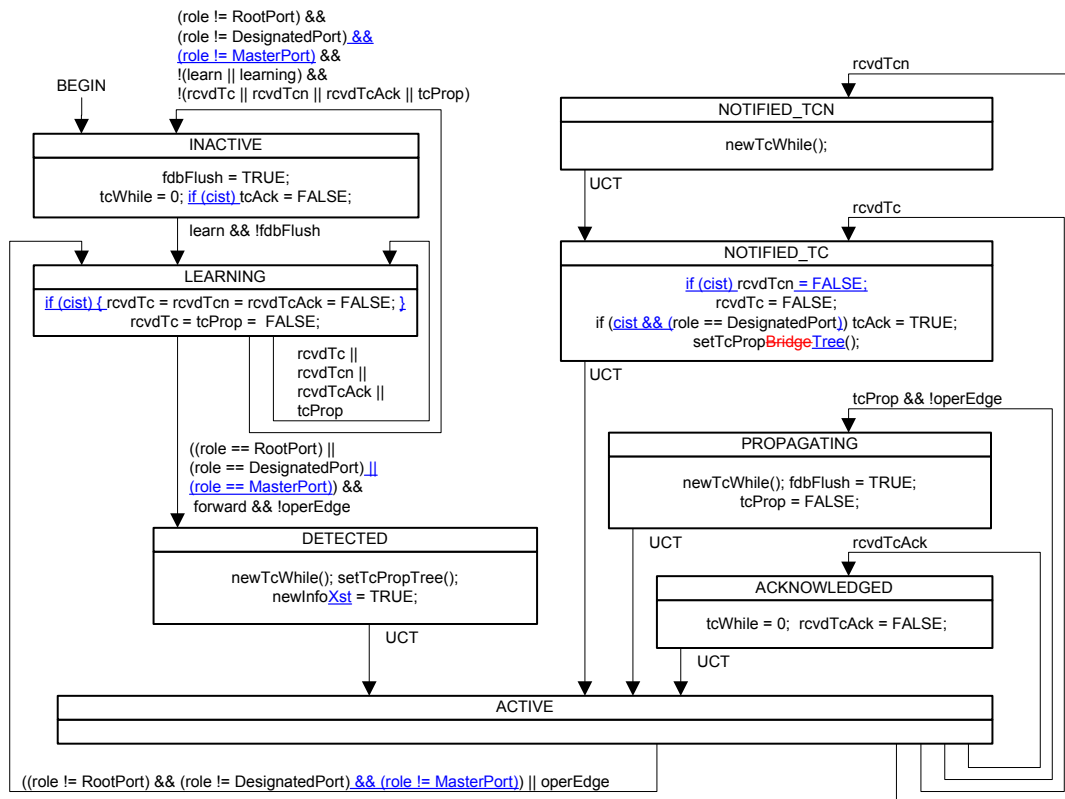 (role != RootPort) &&
(role != DesignatedPort) &&
(role != MasterPort) &&
!(learn || learning) &&
!(rcvdTc || rcvdTcn || rcvdTcAck || tcProp)
BEGIN
INACTIVE
fdbFlush = TRUE;
tcWhile = 0; if (cist) tcAck = FALSE;
learn && !fdbFlush
LEARNING
if (cist) { rcvdTc = rcvdTcn = rcvdTcAck = FALSE; }
rcvdTc = tcProp = FALSE;
rcvdTc ||
rcvdTcn ||
rcvdTcAck ||
tcProp
((role == RootPort) ||
(role == DesignatedPort) ||
(role == MasterPort)) &&
forward && !operEdge
DETECTED
newTcWhile(); setTcPropTree();
newInfoXst = TRUE;
UCT
rcvdTcn
NOTIFIED_TCN
newTcWhile();
UCT
rcvdTc
NOTIFIED_TC
if (cist) rcvdTcn = FALSE;
rcvdTc = FALSE;
if (cist && (role == DesignatedPort)) tcAck = TRUE;
setTcPropBridgeTree();
UCT
tcProp && !operEdge
PROPAGATING
newTcWhile(); fdbFlush = TRUE;
tcProp = FALSE;
UCT
rcvdTcAck
ACKNOWLEDGED
tcWhile = 0; rcvdTcAck = FALSE;
UCT
ACTIVE
((role != RootPort) && (role != DesignatedPort) && (role != MasterPort)) || operEdge